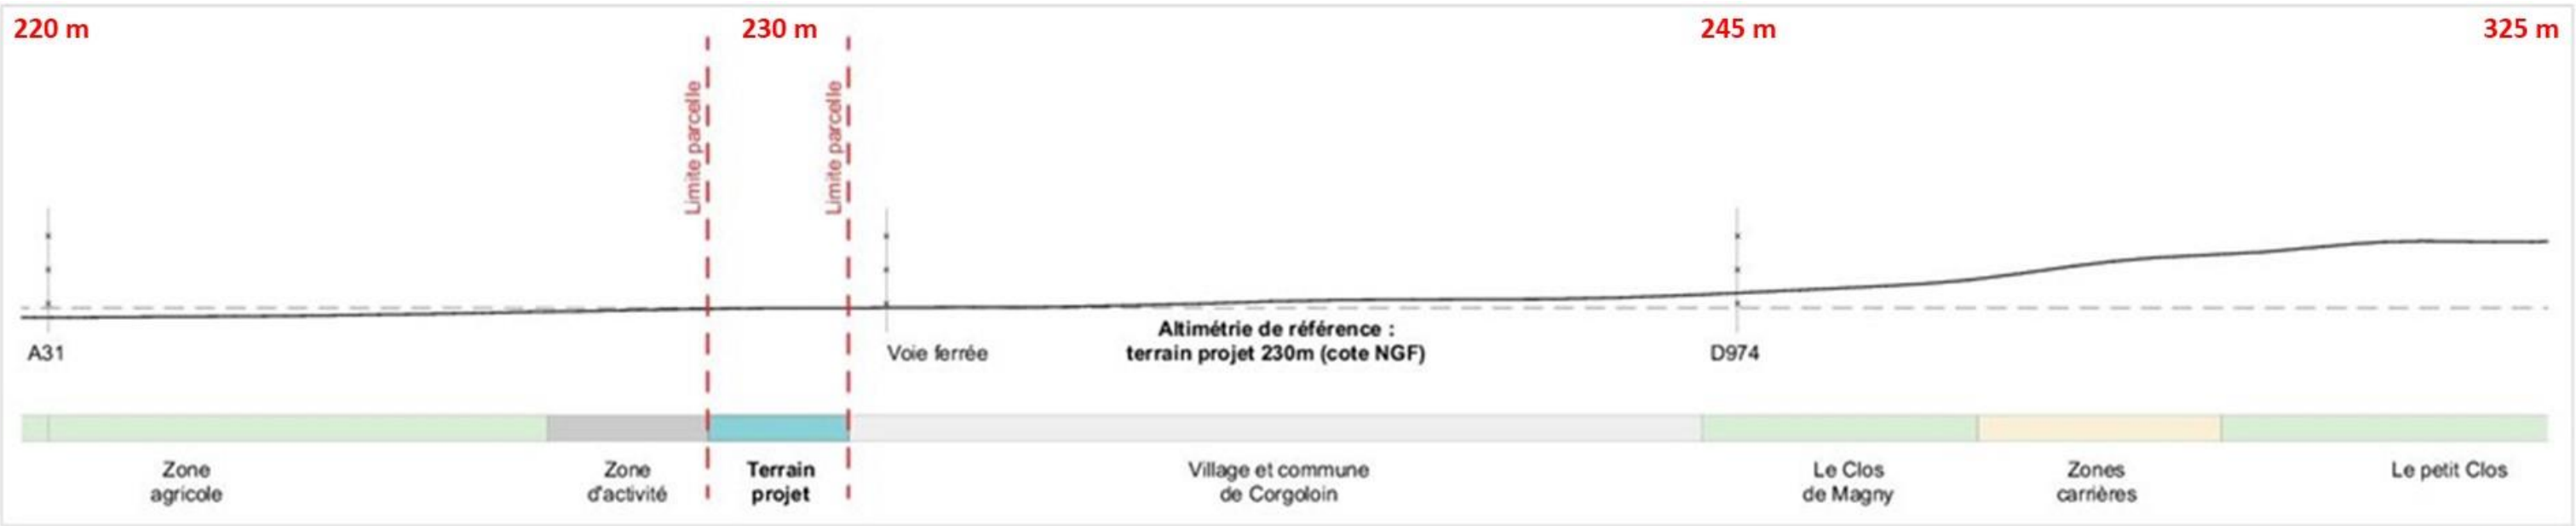 220 m
230 m
245 m
325 m
Limite parcelle
Limite parcelle
Altimétrie de référence :
terrain projet 230m (cote NGF)
A31
Voie ferrée
D974
Zone
agricole
Zone
d'activité
Terrain
projet
Village et commune
de Corgoloin
Le Clos
de Magny
Zones
carrières
Le petit Clos